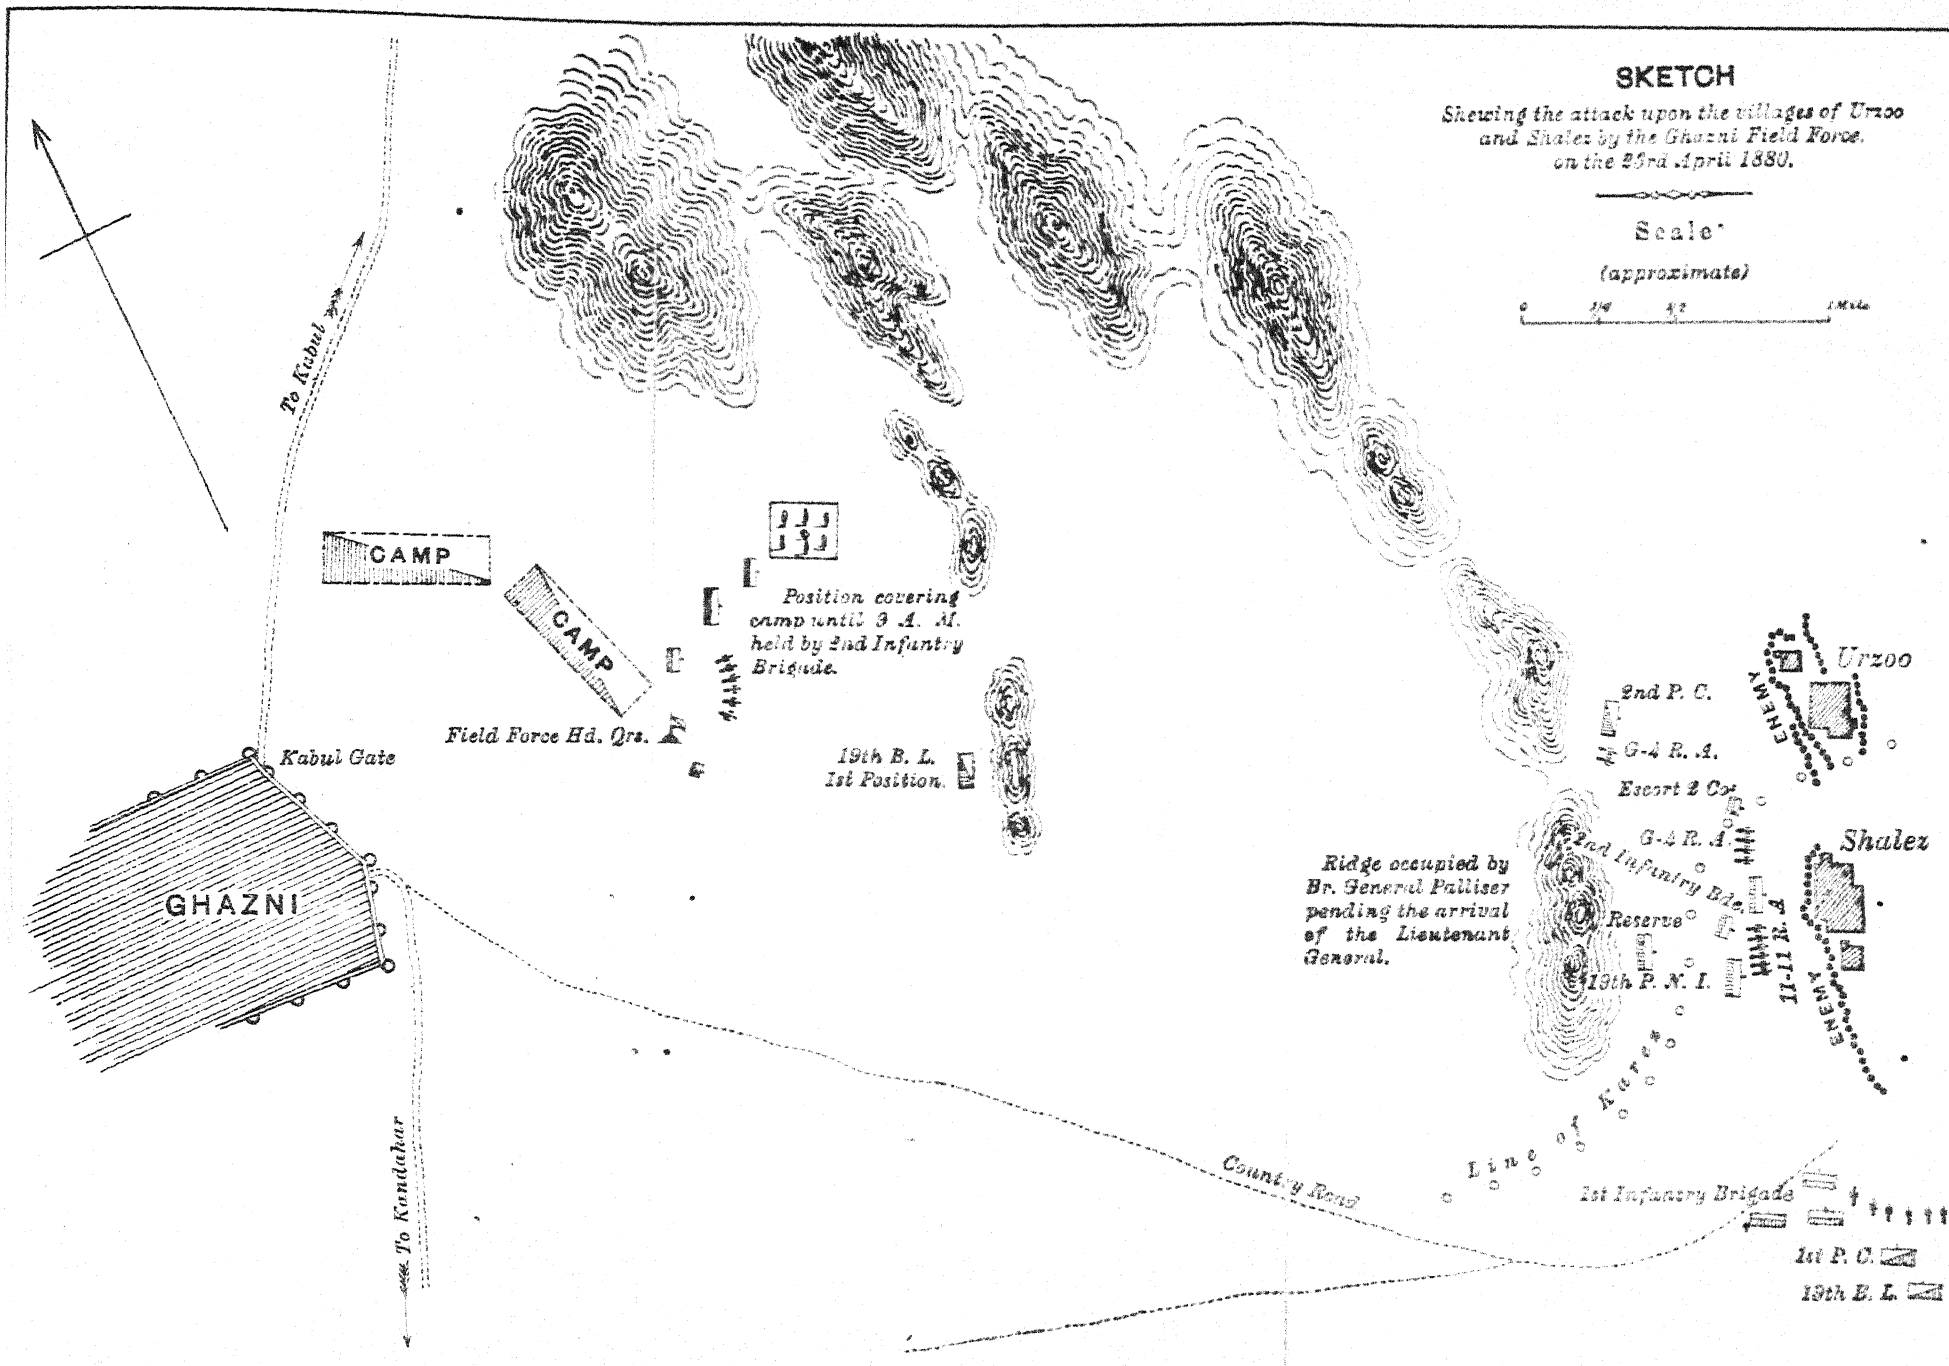 SKETCH
Shewing the attack upon the villages of Urzoo
and Shalez by the Ghazni Field Force.
on the 23rd April 1880.
Scale
(approximate)
0 1/4 1/2 1 Mile
To Kabul
CAMP
CAMP
Position covering
camp until 9 A. M.
held by 2nd Infantry
Brigade.
Field Force Hd. Qrs.
Kabul Gate
19th B. L.
1st Position.
GHAZNI
To Kandahar
Urzoo
ENEMY
2nd P. C.
G-4 R. A.
Escort 2 Cos.
G-4 R. A.
Shalez
2nd Infantry Bde.
Ridge occupied by
Br. General Palliser
pending the arrival
of the Lieutenant
General.
Reserve
11-11 R. A
19th P. N. I.
ENEMY
Line of Karez
Country Road
1st Infantry Brigade
1st P. C.
19th B. L.